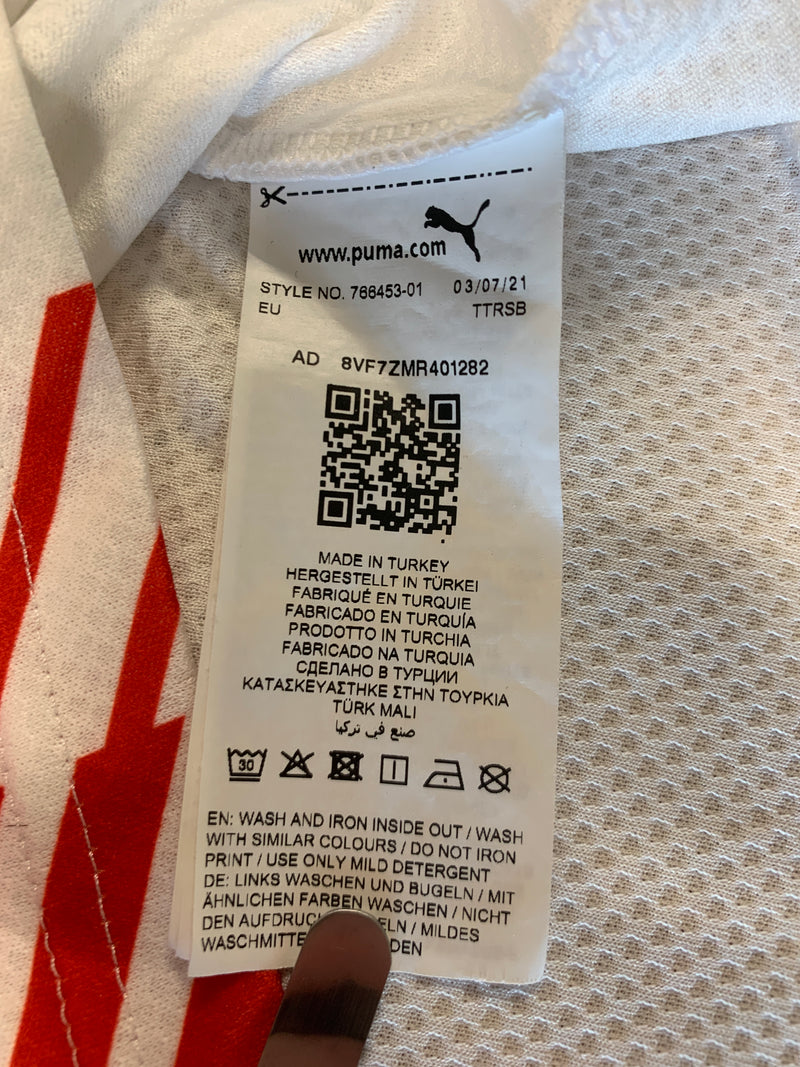 www.puma.com
STYLE NO. 766453-01 03/07/21
EU TTRSB
AD 8VF7ZMR401282
MADE IN TURKEY
HERGESTELLT IN TÜRKEI
FABRIQUÉ EN TURQUIE
FABRICADO EN TURQUÍA
PRODOTTO IN TURCHIA
FABRICADO NA TURQUIA
СДЕЛАНО В ТУРЦИИ
ΚΑΤΑΣΚΕΥΑΣΤΗΚΕ ΣΤΗΝ ΤΟΥΡΚΙΑ
TÜRK MALI
صنع في تركيا
30
EN: WASH AND IRON INSIDE OUT / WASH
WITH SIMILAR COLOURS / DO NOT IRON
PRINT / USE ONLY MILD DETERGENT
DE: LINKS WASCHEN UND BUGELN / MIT
ÄHNLICHEN FARBEN WASCHEN / NICHT
DEN / MILDES